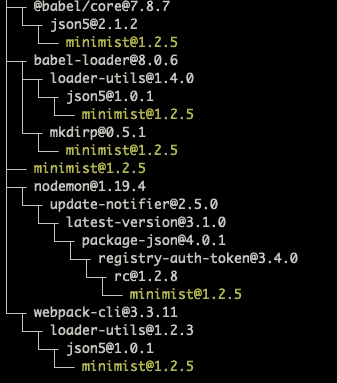 @babel/core@7.8.7
json5@2.1.2
minimist@1.2.5
babel-loader@8.0.6
loader-utils@1.4.0
json5@1.0.1
minimist@1.2.5
mkdirp@0.5.1
minimist@1.2.5
minimist@1.2.5
nodemon@1.19.4
update-notifier@2.5.0
latest-version@3.1.0
package-json@4.0.1
registry-auth-token@3.4.0
rc@1.2.8
minimist@1.2.5
webpack-cli@3.3.11
loader-utils@1.2.3
json5@1.0.1
minimist@1.2.5